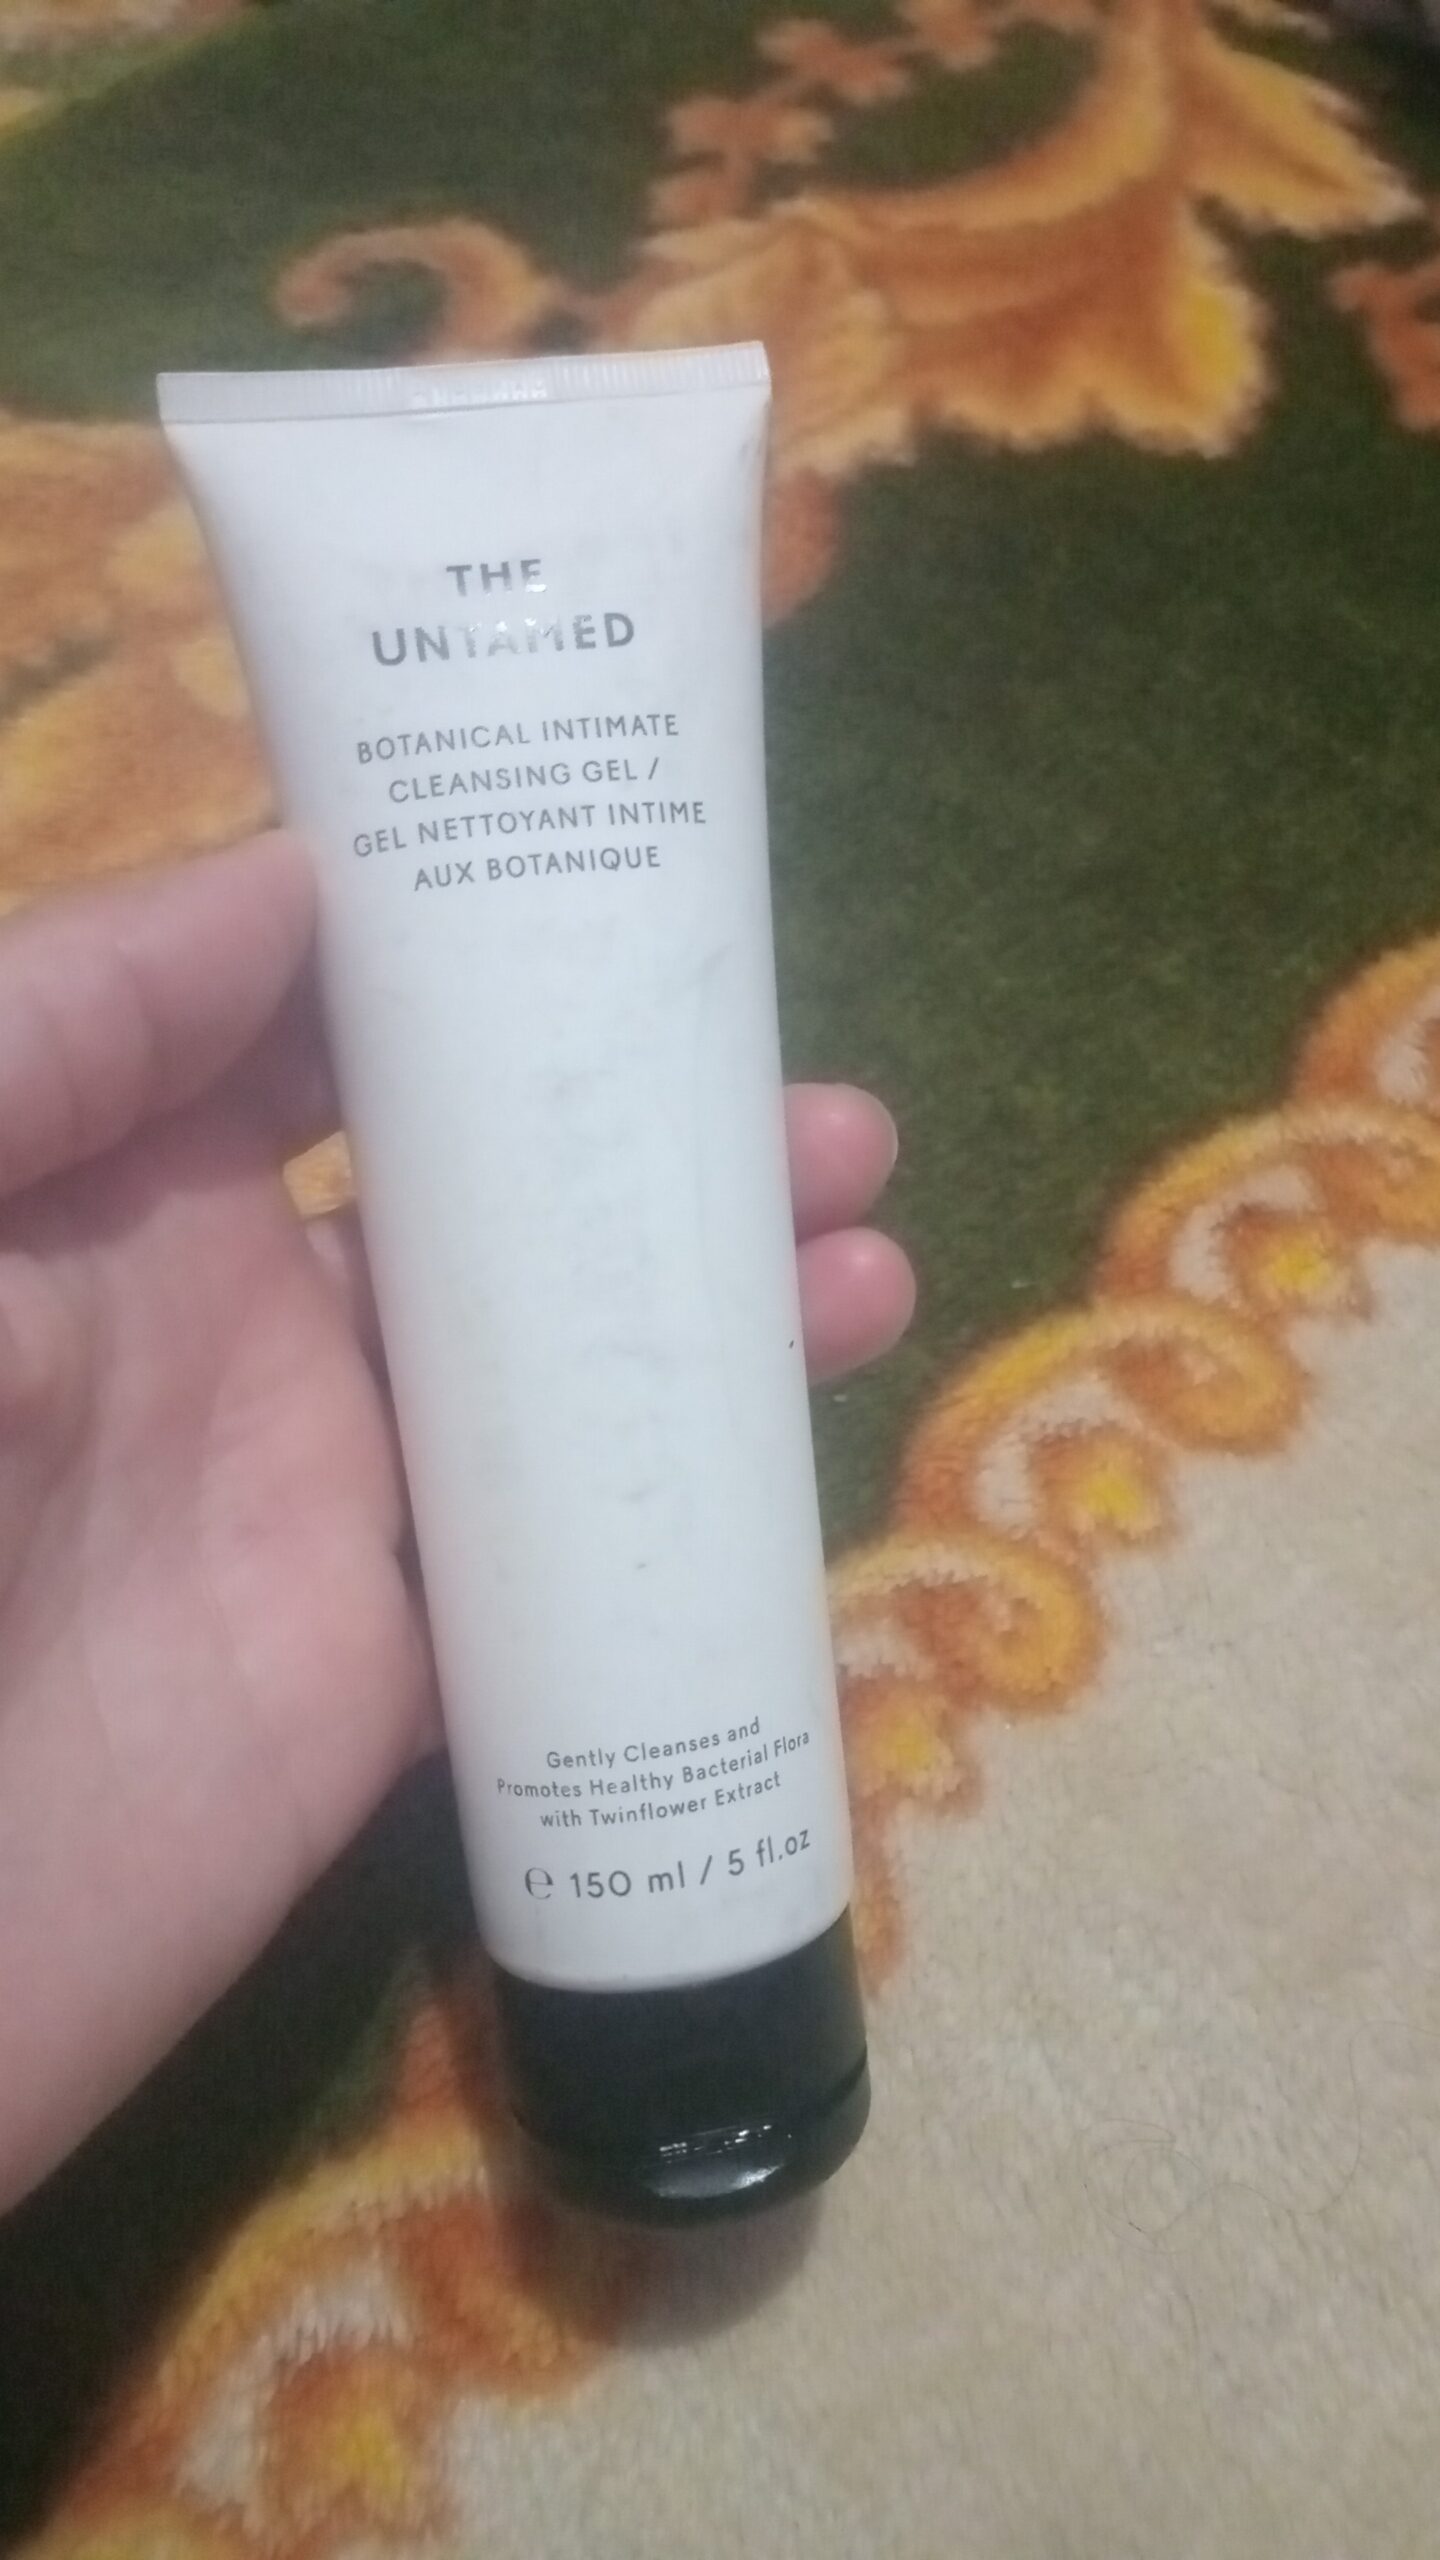 THE
UNTAMED
BOTANICAL INTIMATE
CLEANSING GEL /
GEL NETTOYANT INTIME
AUX BOTANIQUE
Gently Cleanses and
Promotes Healthy Bacterial Flora
with Twinflower Extract
℮ 150 ml / 5 fl.oz